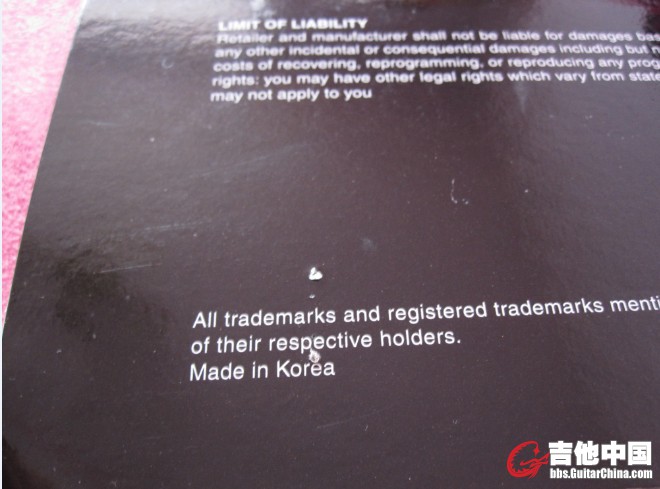 LIMIT OF LIABILITY
Retailer and manufacturer shall not be liable for damages bas
any other incidental or consequential damages including but n
costs of recovering, reprogramming, or reproducing any prog
rights: you may have other legal rights which vary from state
may not apply to you
All trademarks and registered trademarks menti
of their respective holders.
Made in Korea
吉他中国
bbs.GuitarChina.com